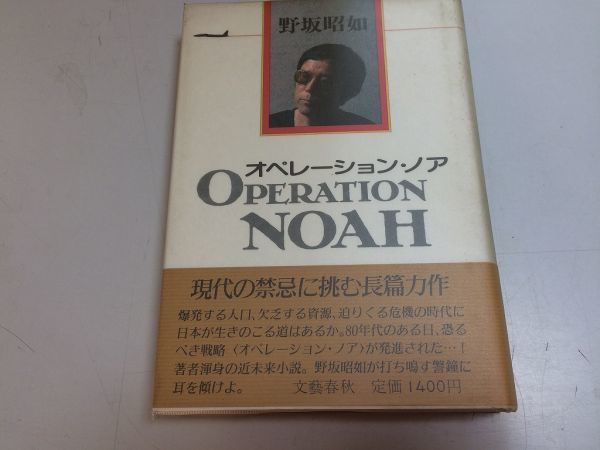 野坂昭如
オペレーション・ノア
OPERATION
NOAH
現代の禁忌に挑む長篇力作
爆発する人口、欠乏する資源、迫りくる危機の時代に
日本が生きのこる道はあるか。80年代のある日、恐る
べき戦略〈オペレーション・ノア〉が発進された…!
著者渾身の近未来小説。野坂昭如が打ち鳴す警鐘に
耳を傾けよ。 文藝春秋 定価1400円